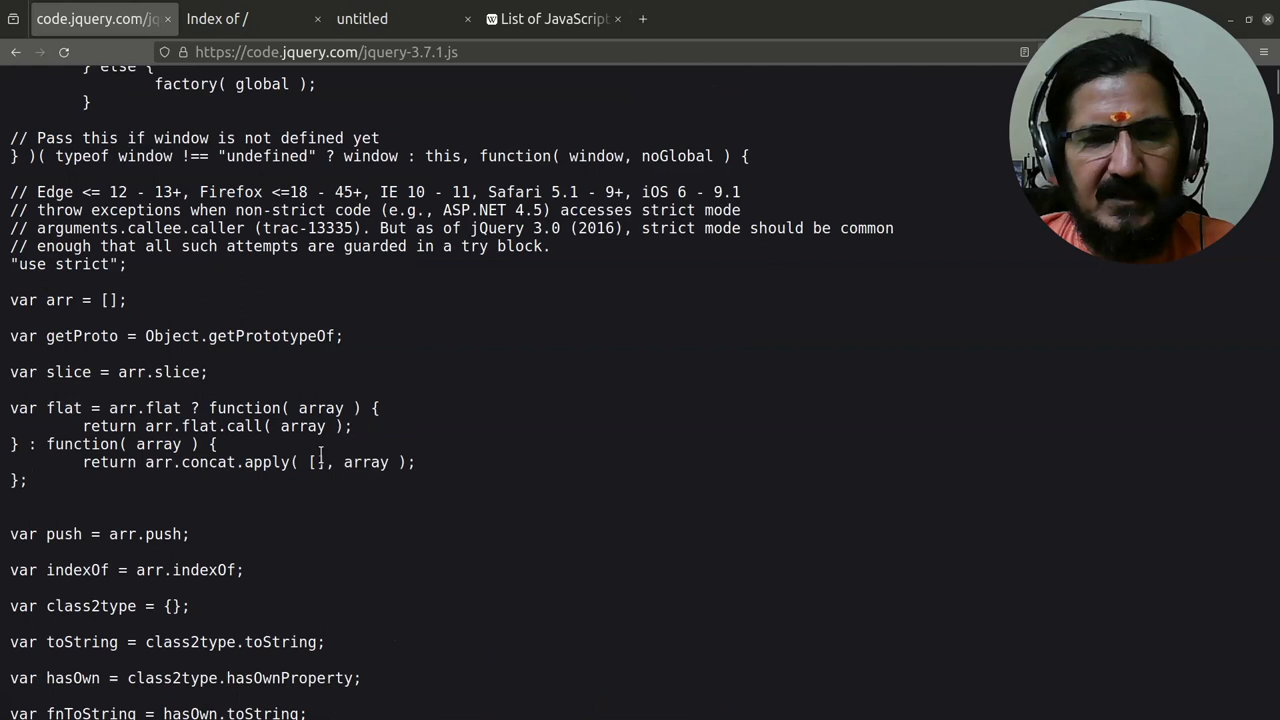 code.jquery.com/jq
Index of /
untitled
List of JavaScript
https://code.jquery.com/jquery-3.7.1.js
} else {
factory( global );
}
// Pass this if window is not defined yet
} )( typeof window !== "undefined" ? window : this, function( window, noGlobal ) {
// Edge <= 12 - 13+, Firefox <=18 - 45+, IE 10 - 11, Safari 5.1 - 9+, iOS 6 - 9.1
// throw exceptions when non-strict code (e.g., ASP.NET 4.5) accesses strict mode
// arguments.callee.caller (trac-13335). But as of jQuery 3.0 (2016), strict mode should be common
// enough that all such attempts are guarded in a try block.
"use strict";
var arr = [];
var getProto = Object.getPrototypeOf;
var slice = arr.slice;
var flat = arr.flat ? function( array ) {
return arr.flat.call( array );
} : function( array ) {
return arr.concat.apply( [], array );
};
var push = arr.push;
var indexOf = arr.indexOf;
var class2type = {};
var toString = class2type.toString;
var hasOwn = class2type.hasOwnProperty;
var fnToString = hasOwn.toString;